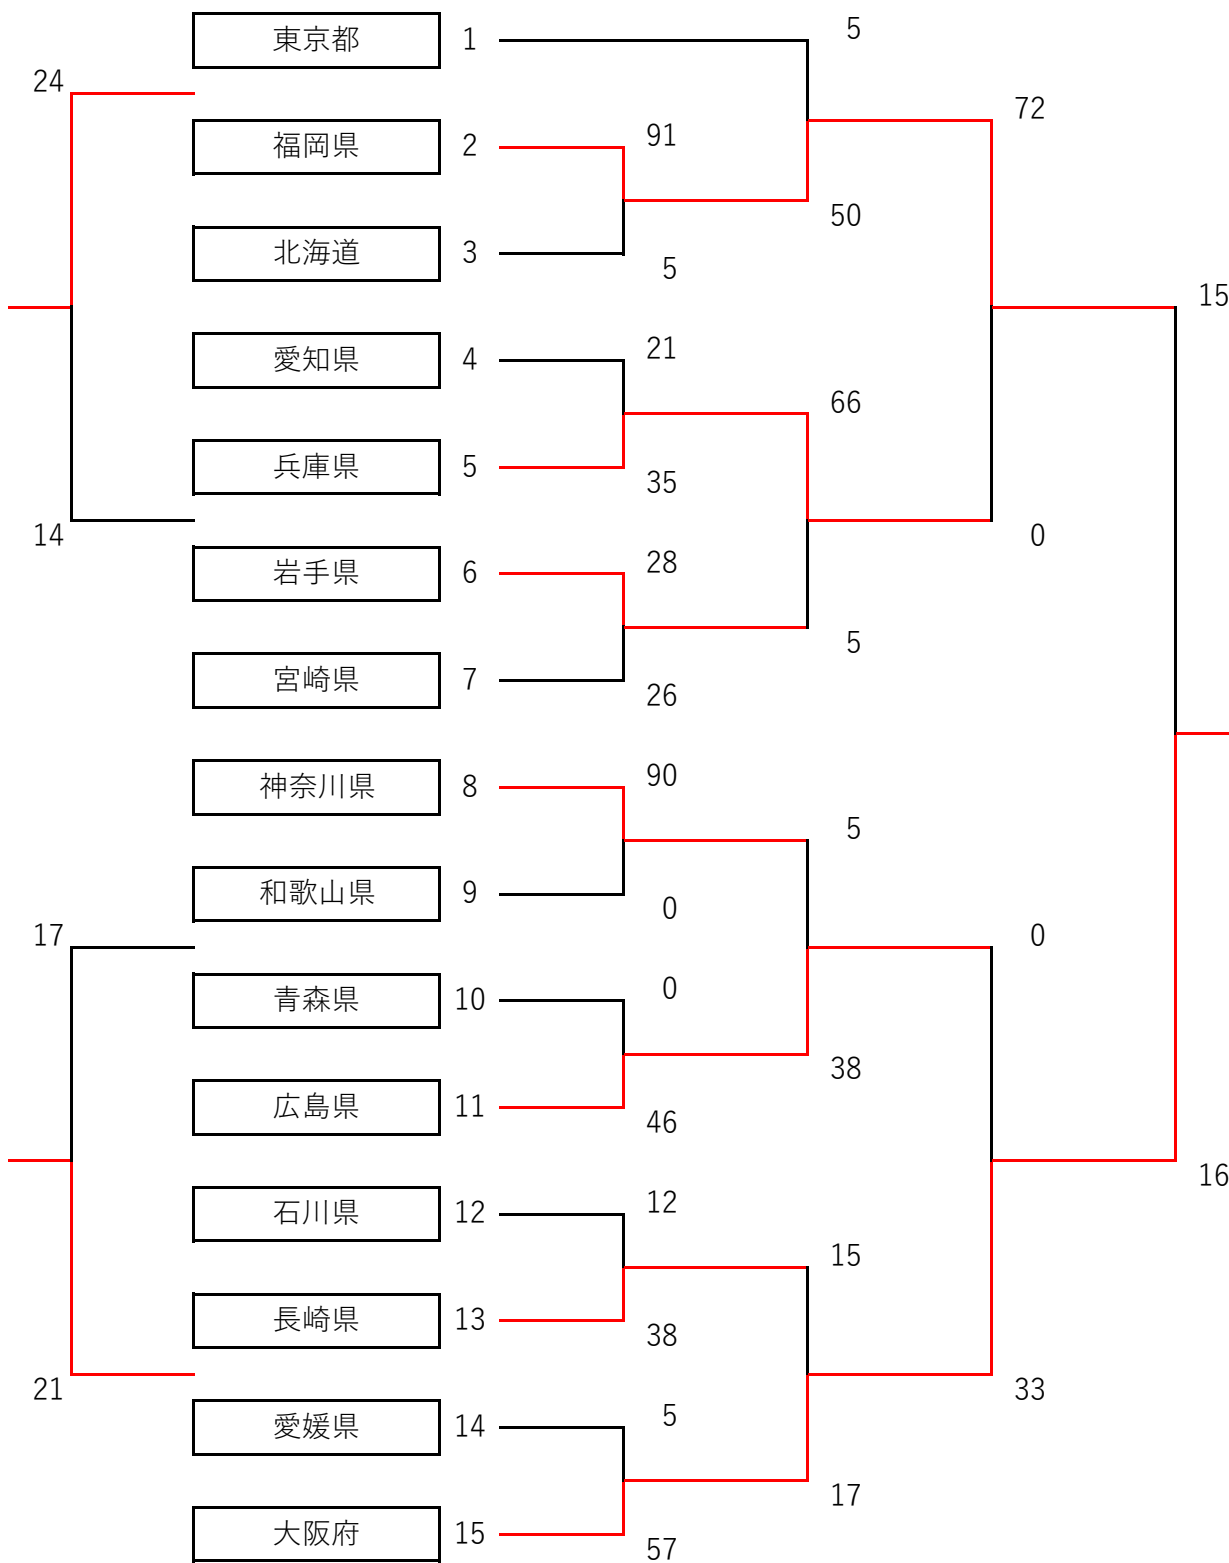 東京都 1 5
24
72
福岡県 2 91
50
北海道 3 5
15
愛知県 4 21
66
兵庫県 5 35
14 0
岩手県 6 28
5
宮崎県 7 26
神奈川県 8 90
5
和歌山県 9 0
17 0
青森県 10 0
38
広島県 11 46
16
石川県 12 12
15
長崎県 13 38
21 33
愛媛県 14 5
17
大阪府 15 57